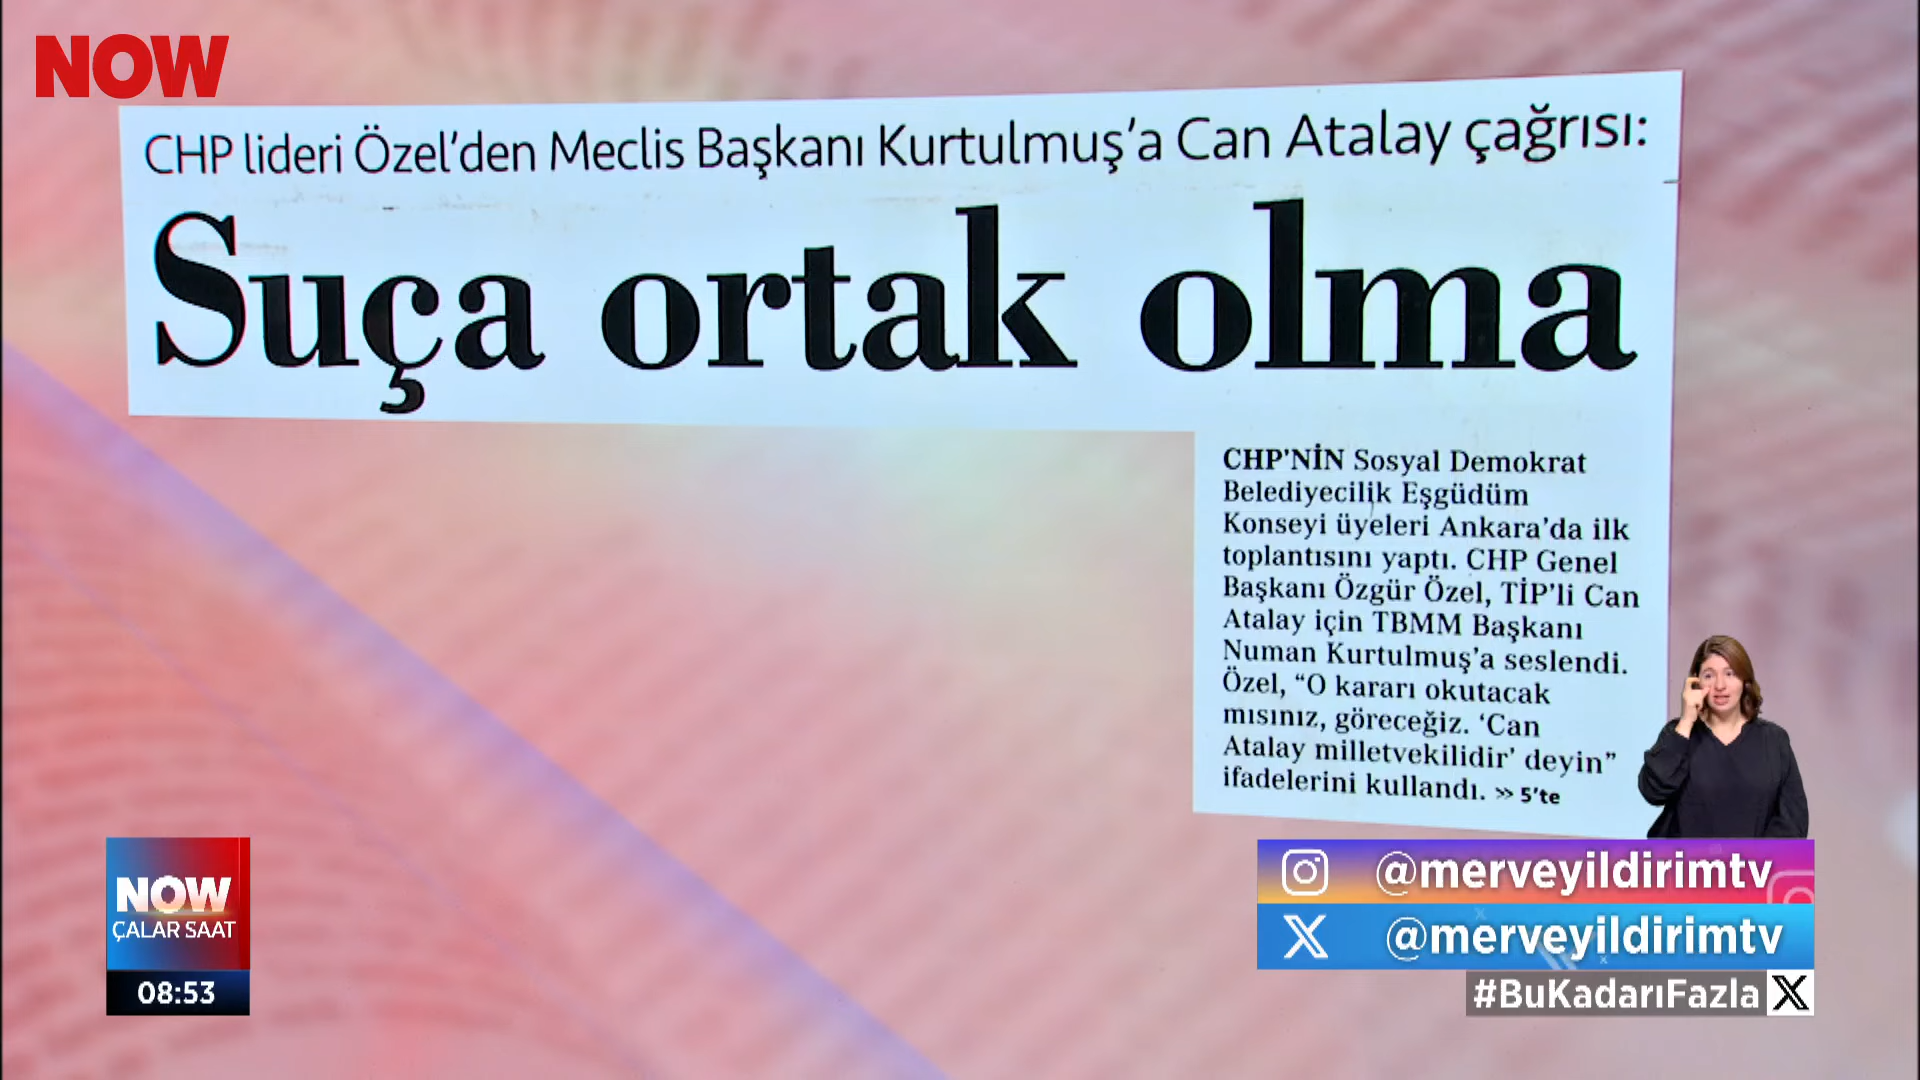 NOW
CHP lideri Özel’den Meclis Başkanı Kurtulmuş’a Can Atalay çağrısı:
Suça ortak olma
CHP’NİN Sosyal Demokrat
Belediyecilik Eşgüdüm
Konseyi üyeleri Ankara’da ilk
toplantısını yaptı. CHP Genel
Başkanı Özgür Özel, TİP’li Can
Atalay için TBMM Başkanı
Numan Kurtulmuş’a seslendi.
Özel, “O kararı okutacak
mısınız, göreceğiz. ‘Can
Atalay milletvekilidir’ deyin”
ifadelerini kullandı. » 5’te
NOW
ÇALAR SAAT
08:53
@merveyildirimtv
@merveyildirimtv
#BuKadarıFazla